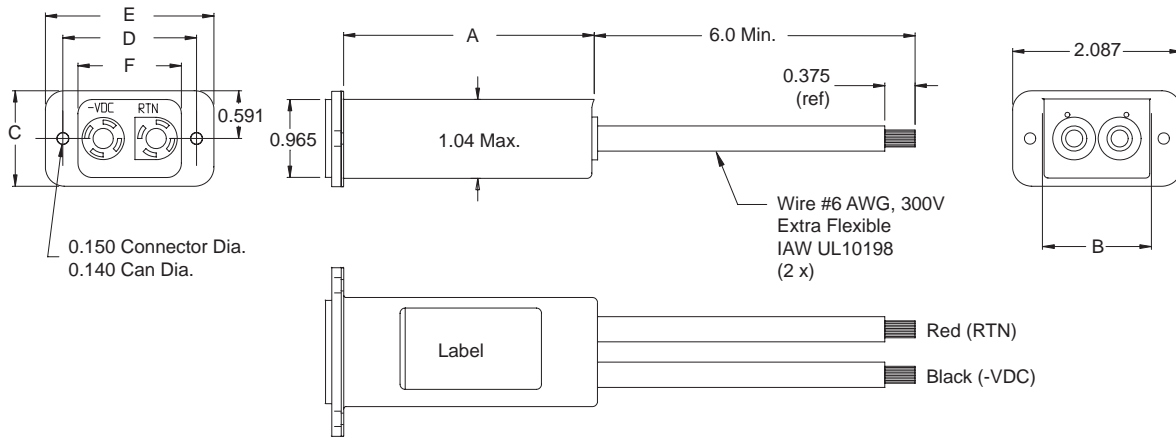 E
D
F
A
6.0 Min.
2.087
0.375
(ref)
-VDC RTN
0.591
C
0.965
1.04 Max.
0.150 Connector Dia.
0.140 Can Dia.
Wire #6 AWG, 300V
Extra Flexible
IAW UL10198
(2 x)
B
Label
Red (RTN)
Black (-VDC)